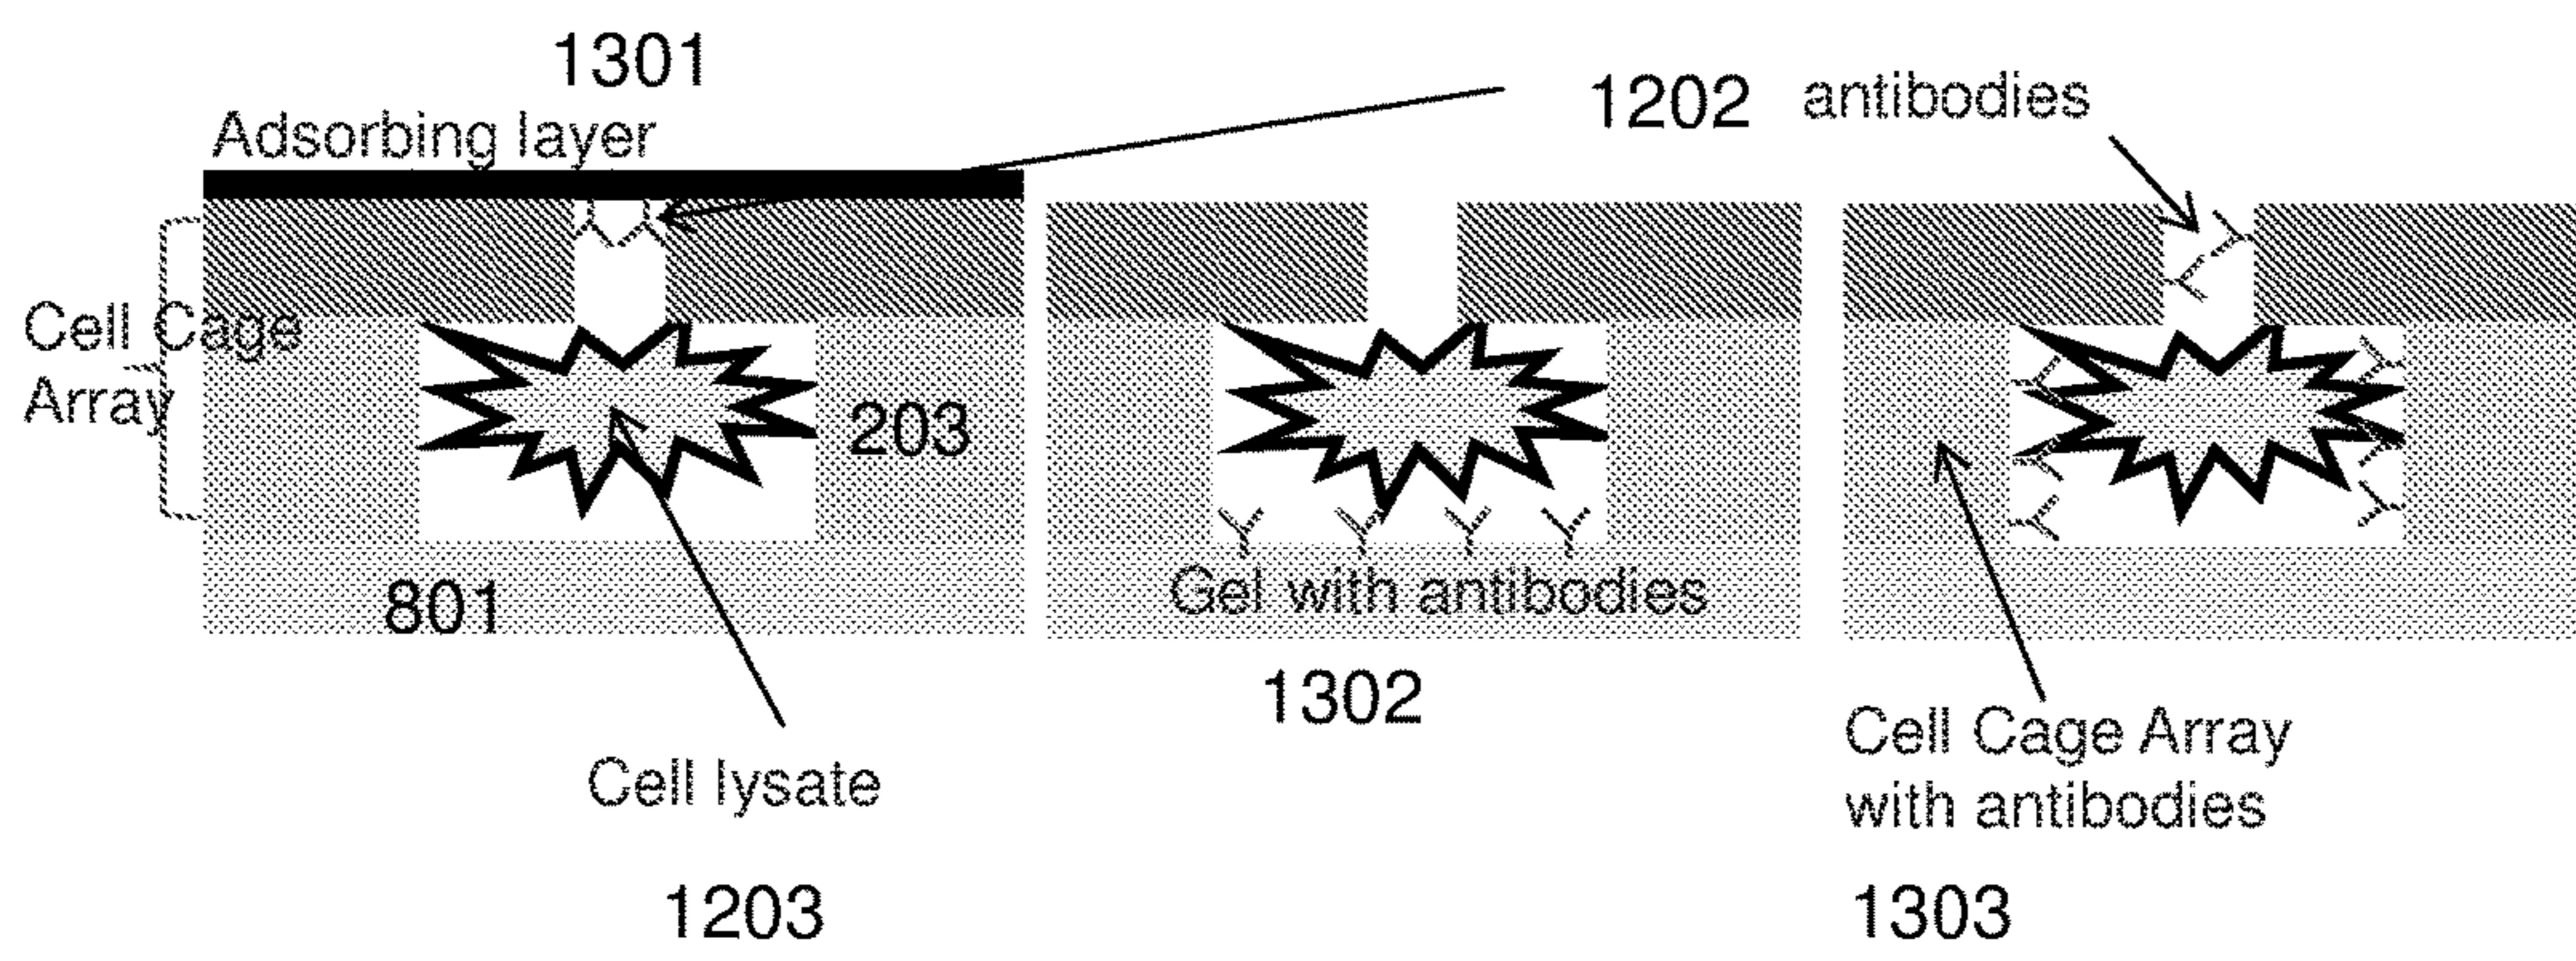 1301
Adsorbing layer
1202 antibodies
Cell Cage
Array
203
801
Gel with antibodies
1302
Cell lysate
1203
Cell Cage Array
with antibodies
1303